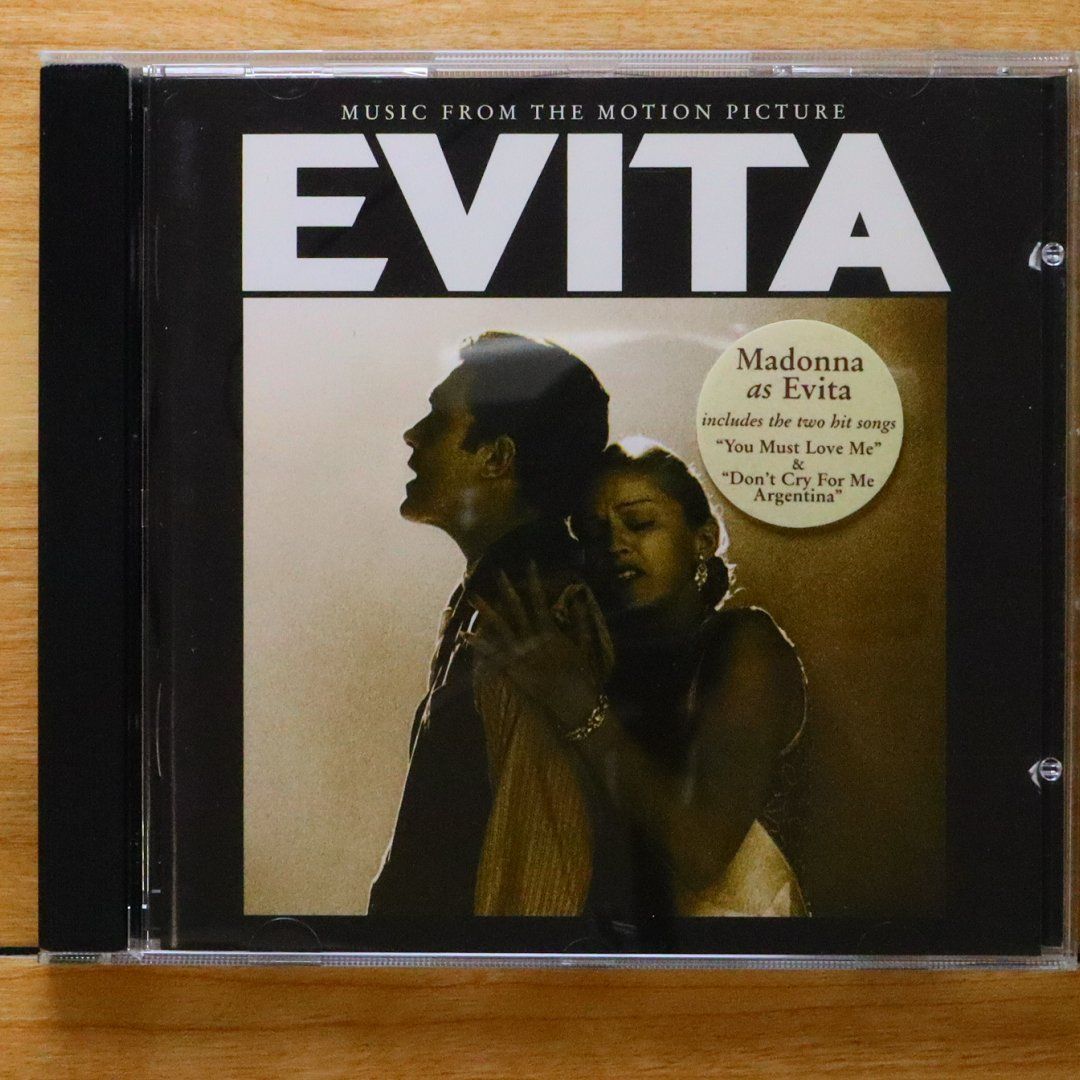 MUSIC FROM THE MOTION PICTURE
EVITA
Madonna
as Evita
includes the two hit songs
“You Must Love Me”
&
“Don't Cry For Me
Argentina”